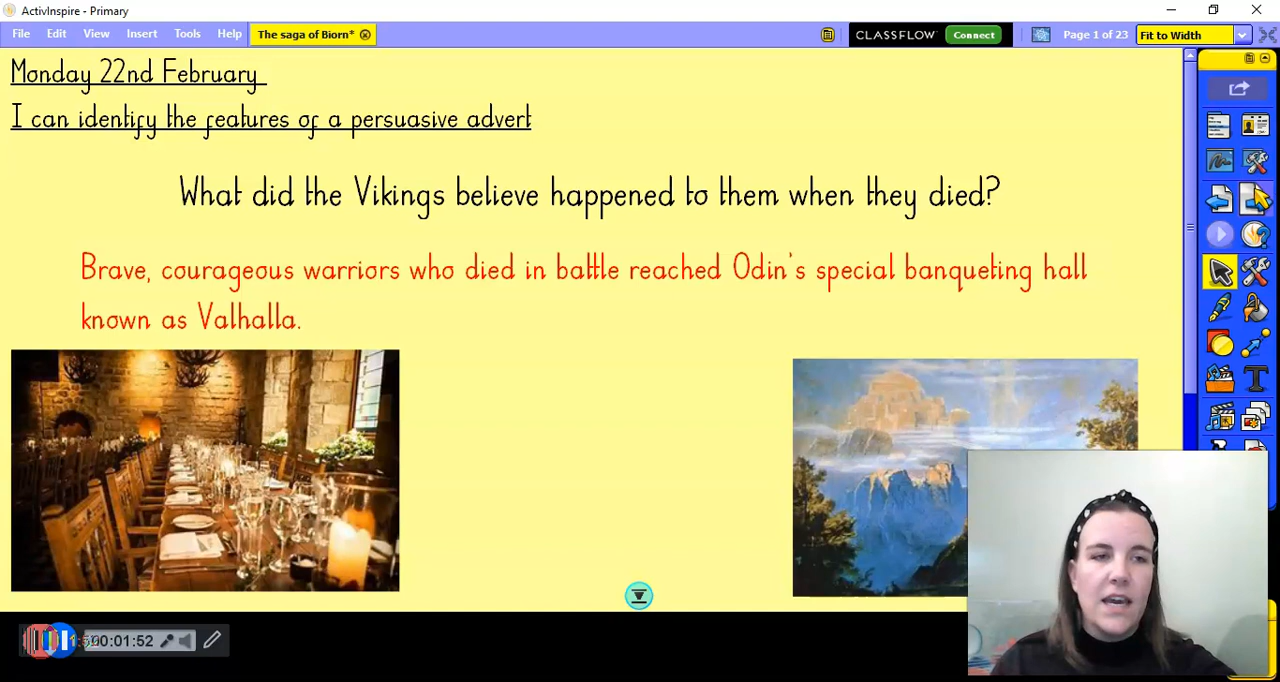 ActivInspire - Primary
File Edit View Insert Tools Help The saga of Biorn* CLASSFLOW Connect Page 1 of 23 Fit to Width
Monday 22nd February
I can identify the features of a persuasive advert
What did the Vikings believe happened to them when they died?
Brave, courageous warriors who died in battle reached Odin's special banqueting hall
known as Valhalla.
00:01:52